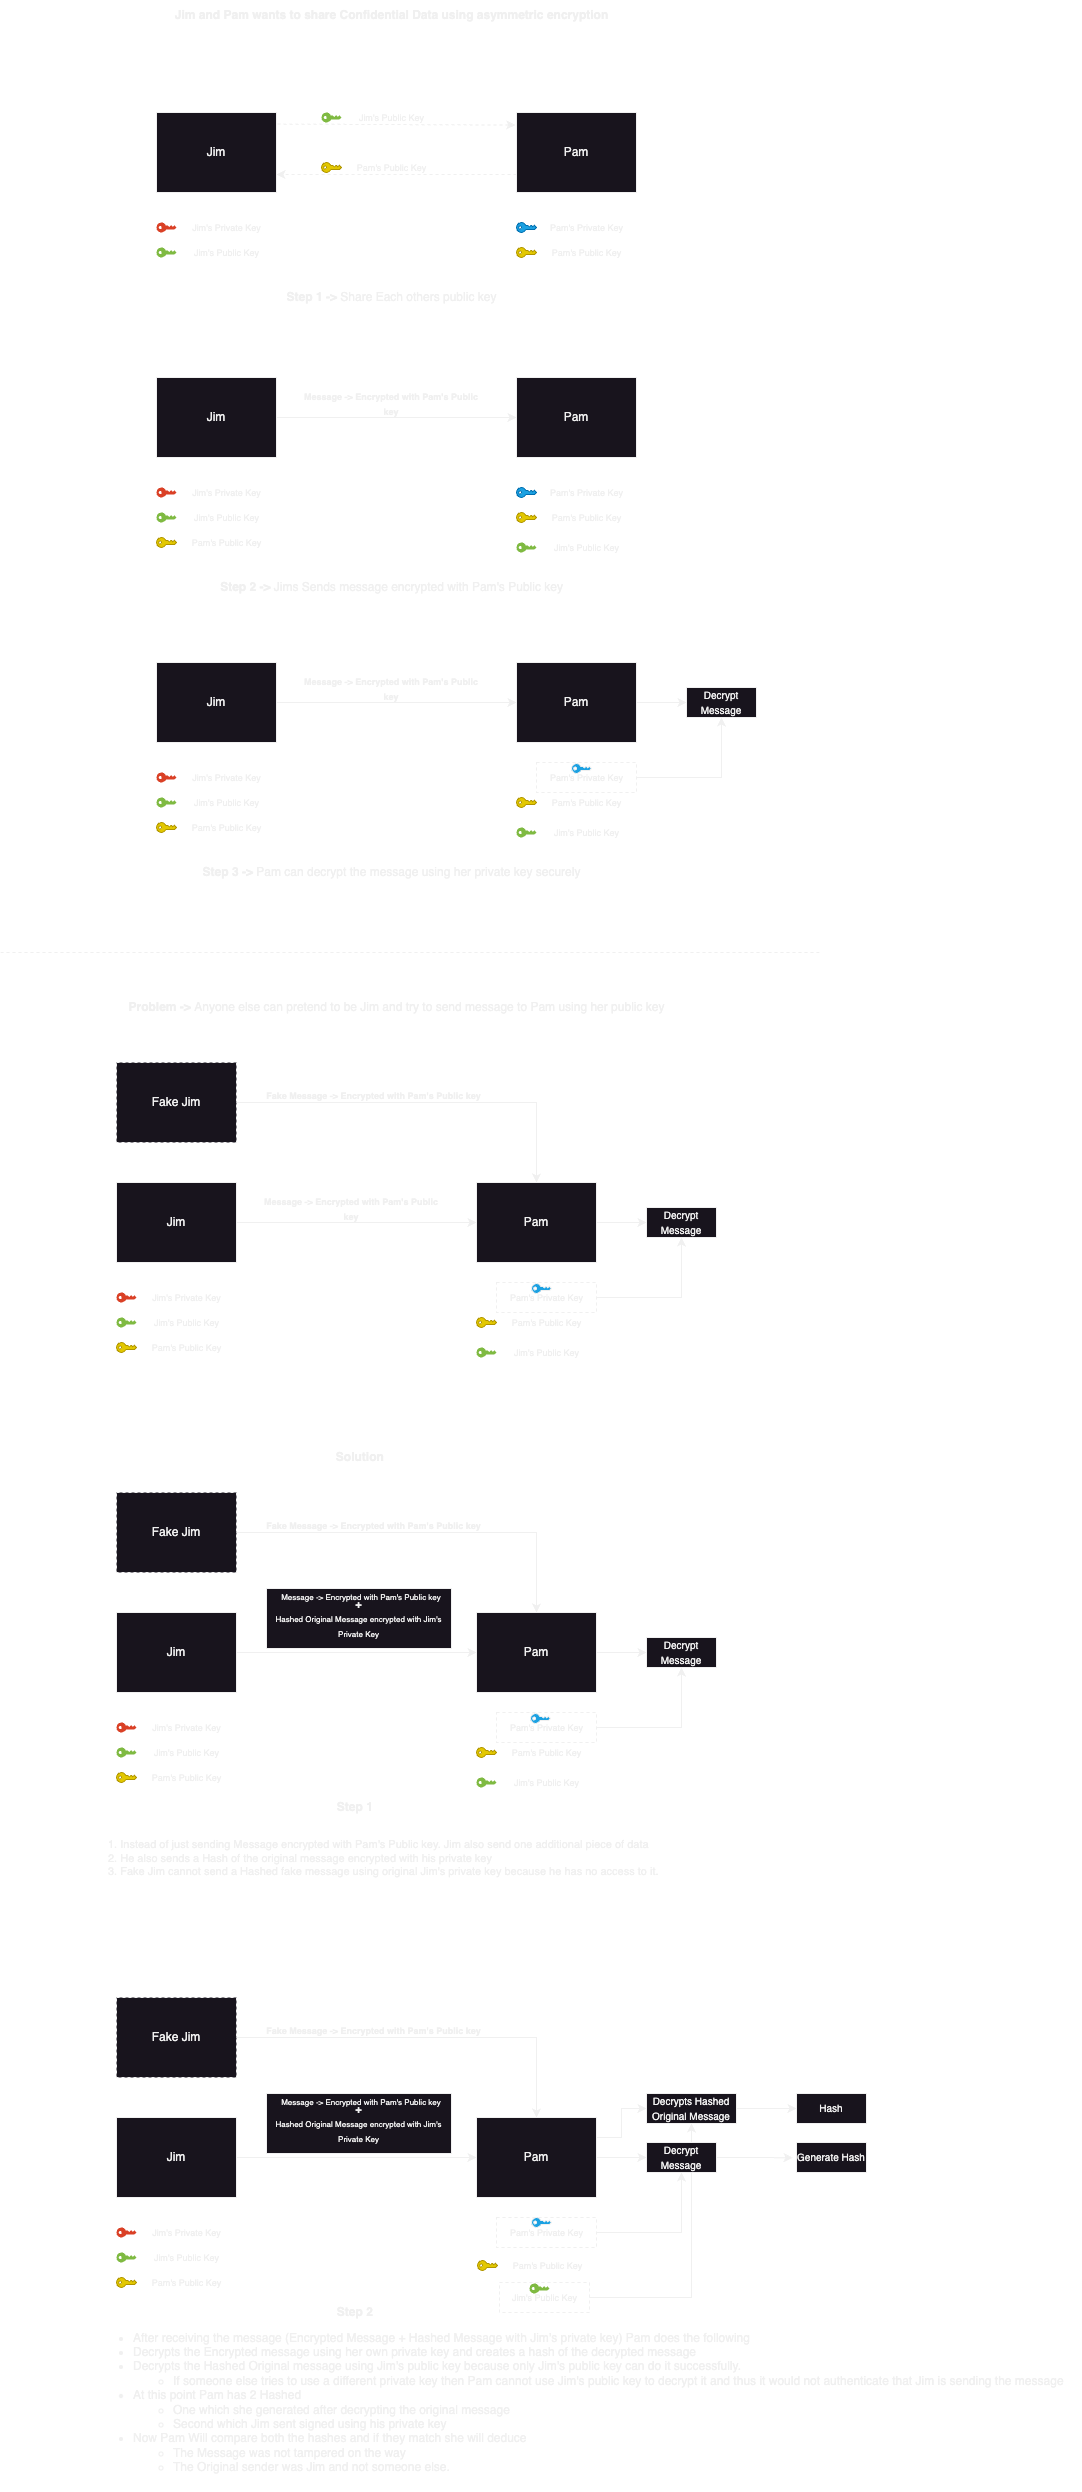 Jim and Pam wants to share Confidential Data using asymmetric encryption
Jim's Public Key
Jim
Pam
Pam's Public Key
Jim's Private Key
Pam's Private Key
Jim's Public Key
Pam's Public Key
Step 1 -> Share Each others public key
Message -> Encrypted with Pam's Public
key
Jim
Pam
Jim's Private Key
Pam's Private Key
Jim's Public Key
Pam's Public Key
Pam's Public Key
Jim's Public Key
Step 2 -> Jims Sends message encrypted with Pam's Public key
Message -> Encrypted with Pam's Public
key
Jim
Pam
Decrypt
Message
Jim's Private Key
Pam's Private Key
Jim's Public Key
Pam's Public Key
Pam's Public Key
Jim's Public Key
Step 3 -> Pam can decrypt the message using her private key securely
Problem -> Anyone else can pretend to be Jim and try to send message to Pam using her public key
Fake Jim
Fake Message -> Encrypted with Pam's Public key
Message -> Encrypted with Pam's Public
key
Jim
Pam
Decrypt
Message
Jim's Private Key
Pam's Private Key
Jim's Public Key
Pam's Public Key
Pam's Public Key
Jim's Public Key
Solution
Fake Jim
Fake Message -> Encrypted with Pam's Public key
Message -> Encrypted with Pam's Public key
+
Hashed Original Message encrypted with Jim's
Private Key
Jim
Pam
Decrypt
Message
Jim's Private Key
Pam's Private Key
Jim's Public Key
Pam's Public Key
Pam's Public Key
Jim's Public Key
Step 1
1. Instead of just sending Message encrypted with Pam's Public key. Jim also send one additional piece of data
2. He also sends a Hash of the original message encrypted with his private key
3. Fake Jim cannot send a Hashed fake message using original Jim's private key because he has no access to it.
Fake Jim
Fake Message -> Encrypted with Pam's Public key
Message -> Encrypted with Pam's Public key
+
Hashed Original Message encrypted with Jim's
Private Key
Decrypts Hashed
Original Message
Hash
Jim
Pam
Decrypt
Message
Generate Hash
Jim's Private Key
Pam's Private Key
Jim's Public Key
Pam's Public Key
Pam's Public Key
Jim's Public Key
Step 2
• After receiving the message (Encrypted Message + Hashed Message with Jim's private key) Pam does the following
• Decrypts the Encrypted message using her own private key and creates a hash of the decrypted message
• Decrypts the Hashed Original message using Jim's public key because only Jim's public key can do it successfully.
○ If someone else tries to use a different private key then Pam cannot use Jim's public key to decrypt it and thus it would not authenticate that Jim is sending the message
• At this point Pam has 2 Hashed
○ One which she generated after decrypting the original message
○ Second which Jim sent signed using his private key
• Now Pam Will compare both the hashes and if they match she will deduce
○ The Message was not tampered on the way
○ The Original sender was Jim and not someone else.